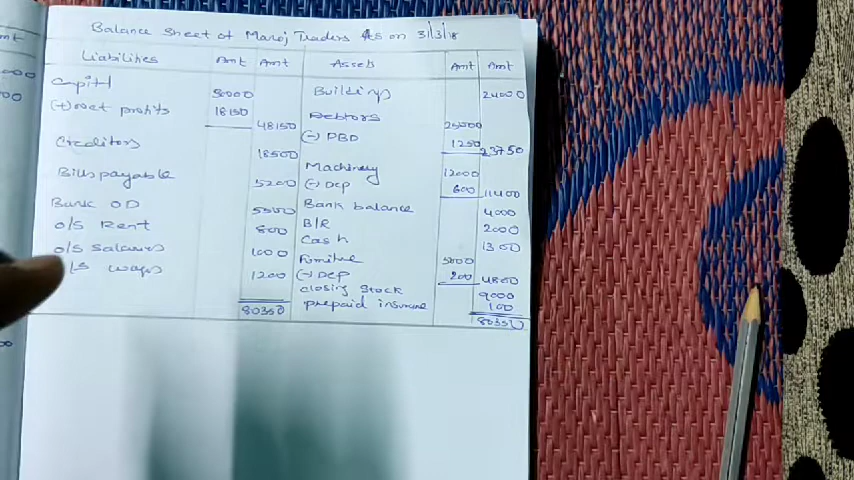 Balance Sheet of Manoj Traders As on 31/3/18
Liabilities Amt Amt Assets Amt Amt
Capital 30000 Building 24000
(+) Net profits 18150 48150 Debtors 25000
(-) PBD 1250 23750
Creditors 18500
Machinery 12000
Bills payable 5200 (-) Dep 600 11400
Bank OD 5500 Bank balance 4000
o/s Rent 800 B/R 2000
o/s Salaries 1000 Cash 1300
o/s wages 1200 Furniture 5000
(-) Dep 200 4800
closing Stock 9000
prepaid insurance 100
80350 80350